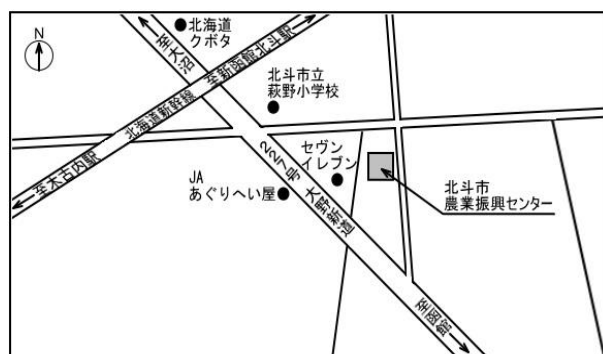 N
北海道
クボタ
至大沼
至新函館北斗駅
北海道新幹線
至木古内駅
北斗市立
萩野小学校
セヴン
イレブン
227号 大野新道
JA
あぐりへい屋
北斗市
農業振興センター
至函館